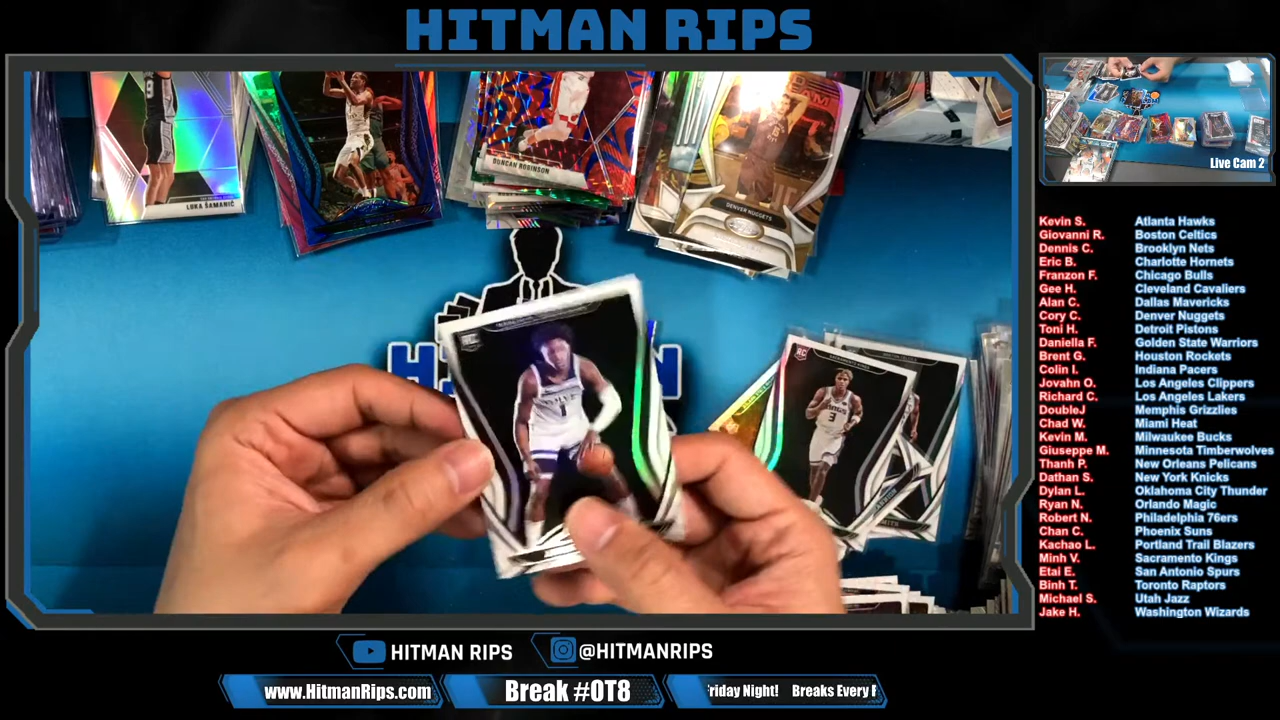 HITMAN RIPS
LUKA ŠAMANIĆ
DUNCAN ROBINSON
DENVER NUGGETS
RC
3
1
Live Cam 2
Kevin S. Atlanta Hawks
Giovanni R. Boston Celtics
Dennis C. Brooklyn Nets
Eric B. Charlotte Hornets
Franzon F. Chicago Bulls
Gee H. Cleveland Cavaliers
Alan C. Dallas Mavericks
Cory C. Denver Nuggets
Toni H. Detroit Pistons
Daniella F. Golden State Warriors
Brent G. Houston Rockets
Colin I. Indiana Pacers
Jovahn O. Los Angeles Clippers
Richard C. Los Angeles Lakers
DoubleJ Memphis Grizzlies
Chad W. Miami Heat
Kevin M. Milwaukee Bucks
Giuseppe M. Minnesota Timberwolves
Thanh P. New Orleans Pelicans
Dathan S. New York Knicks
Dylan L. Oklahoma City Thunder
Ryan N. Orlando Magic
Robert N. Philadelphia 76ers
Chan C. Phoenix Suns
Kachao L. Portland Trail Blazers
Minh V. Sacramento Kings
Etai E. San Antonio Spurs
Binh T. Toronto Raptors
Michael S. Utah Jazz
Jake H. Washington Wizards
HITMAN RIPS @HITMANRIPS
www.HitmanRips.com Break #OT8 riday Night! Breaks Every